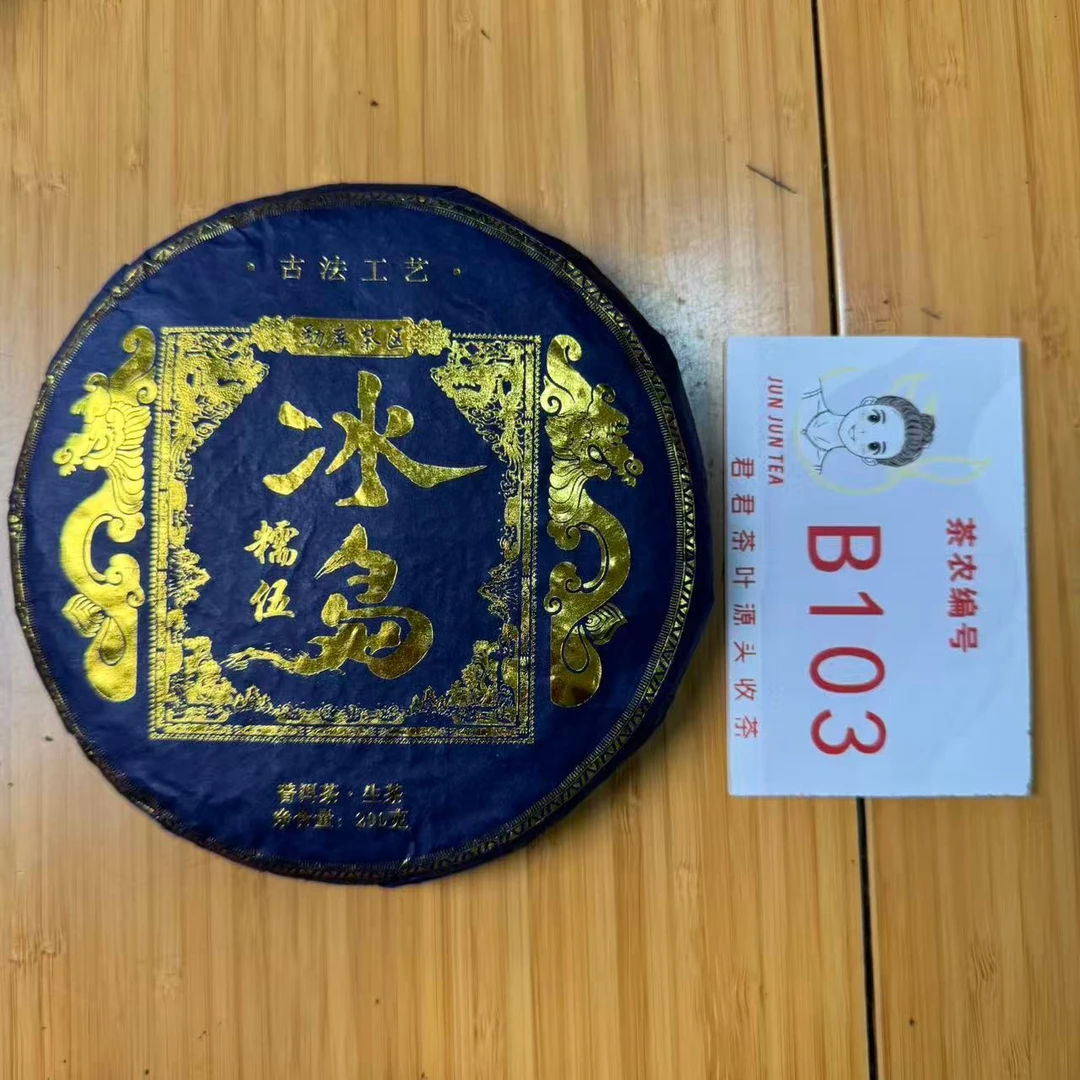 · 古法工艺 ·
勐库茶区
冰岛
糯伍
普洱茶·生茶
净含量：200克
茶农编号
B103
JUN JUN TEA
君君茶叶源头收茶